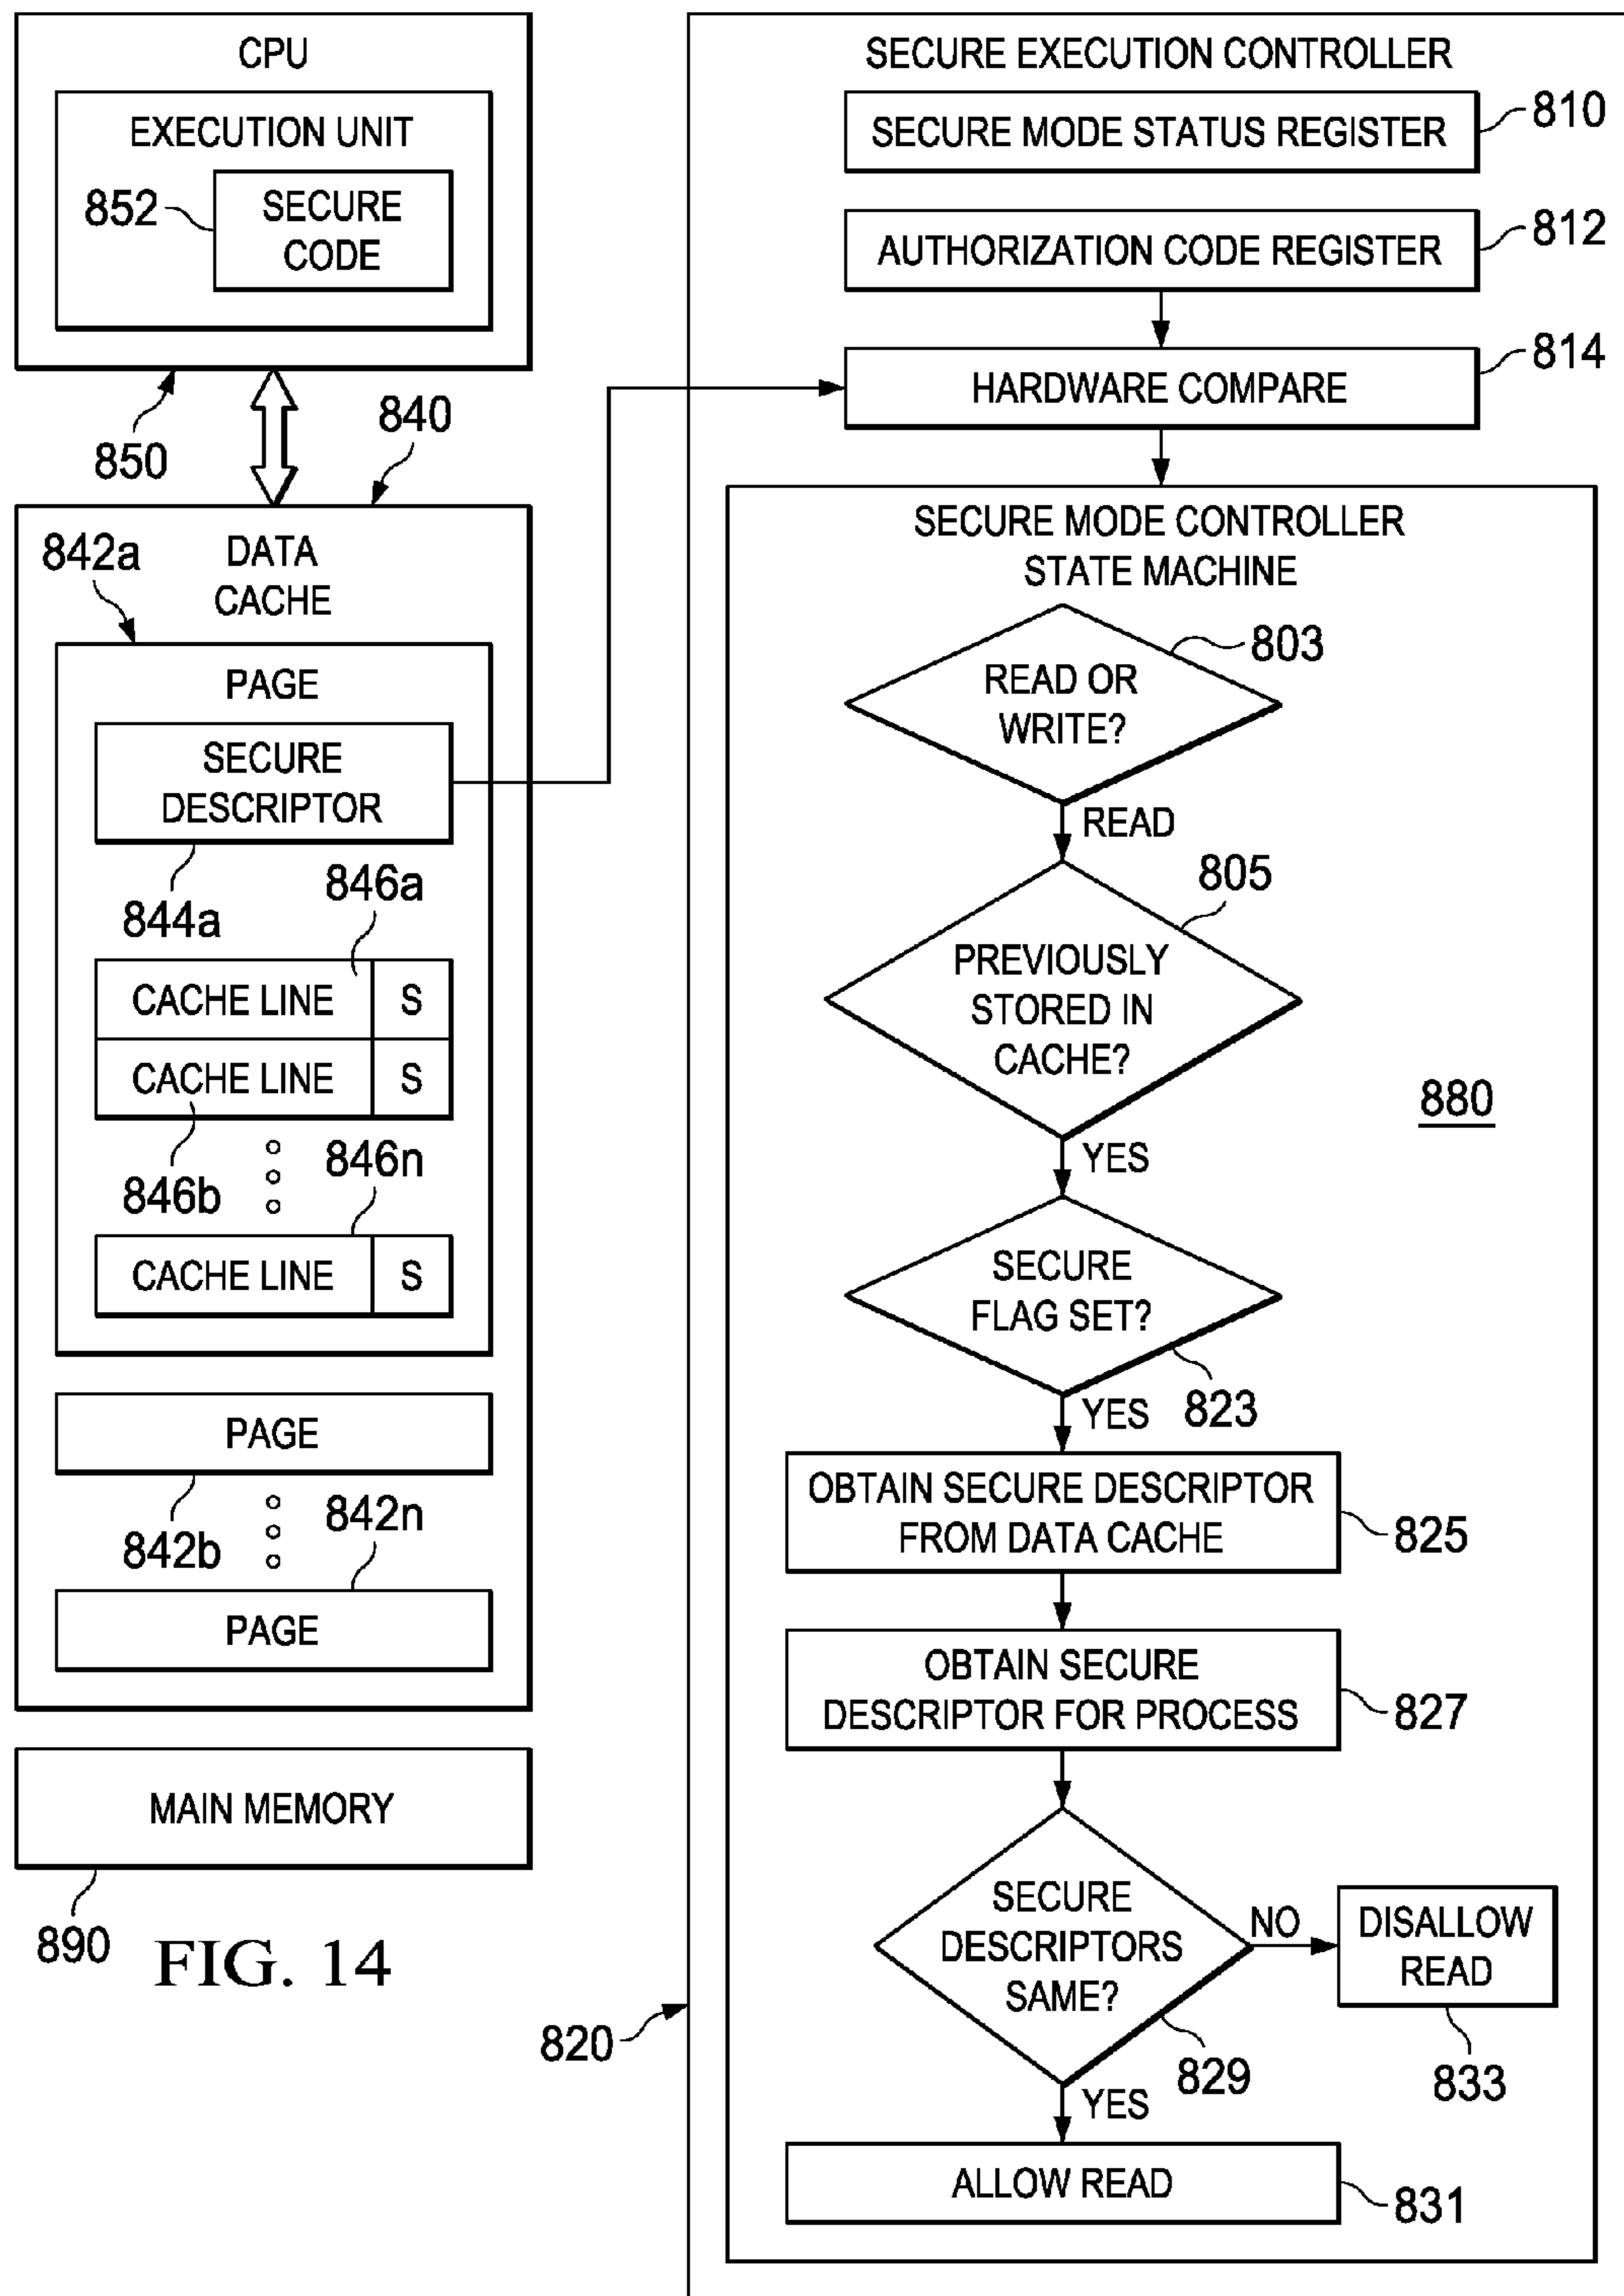 CPU
EXECUTION UNIT
852
SECURE
CODE
850
840
DATA
CACHE
842a
PAGE
SECURE
DESCRIPTOR
844a
846a
CACHE LINE S
CACHE LINE S
846b
846n
CACHE LINE S
PAGE
842b
842n
PAGE
MAIN MEMORY
890
FIG. 14
SECURE EXECUTION CONTROLLER
SECURE MODE STATUS REGISTER
810
AUTHORIZATION CODE REGISTER
812
HARDWARE COMPARE
814
SECURE MODE CONTROLLER
STATE MACHINE
READ OR
WRITE?
803
READ
805
PREVIOUSLY
STORED IN
CACHE?
880
YES
SECURE
FLAG SET?
823
YES
OBTAIN SECURE DESCRIPTOR
FROM DATA CACHE
825
OBTAIN SECURE
DESCRIPTOR FOR PROCESS
827
SECURE
DESCRIPTORS
SAME?
NO
DISALLOW
READ
820
829
833
YES
ALLOW READ
831